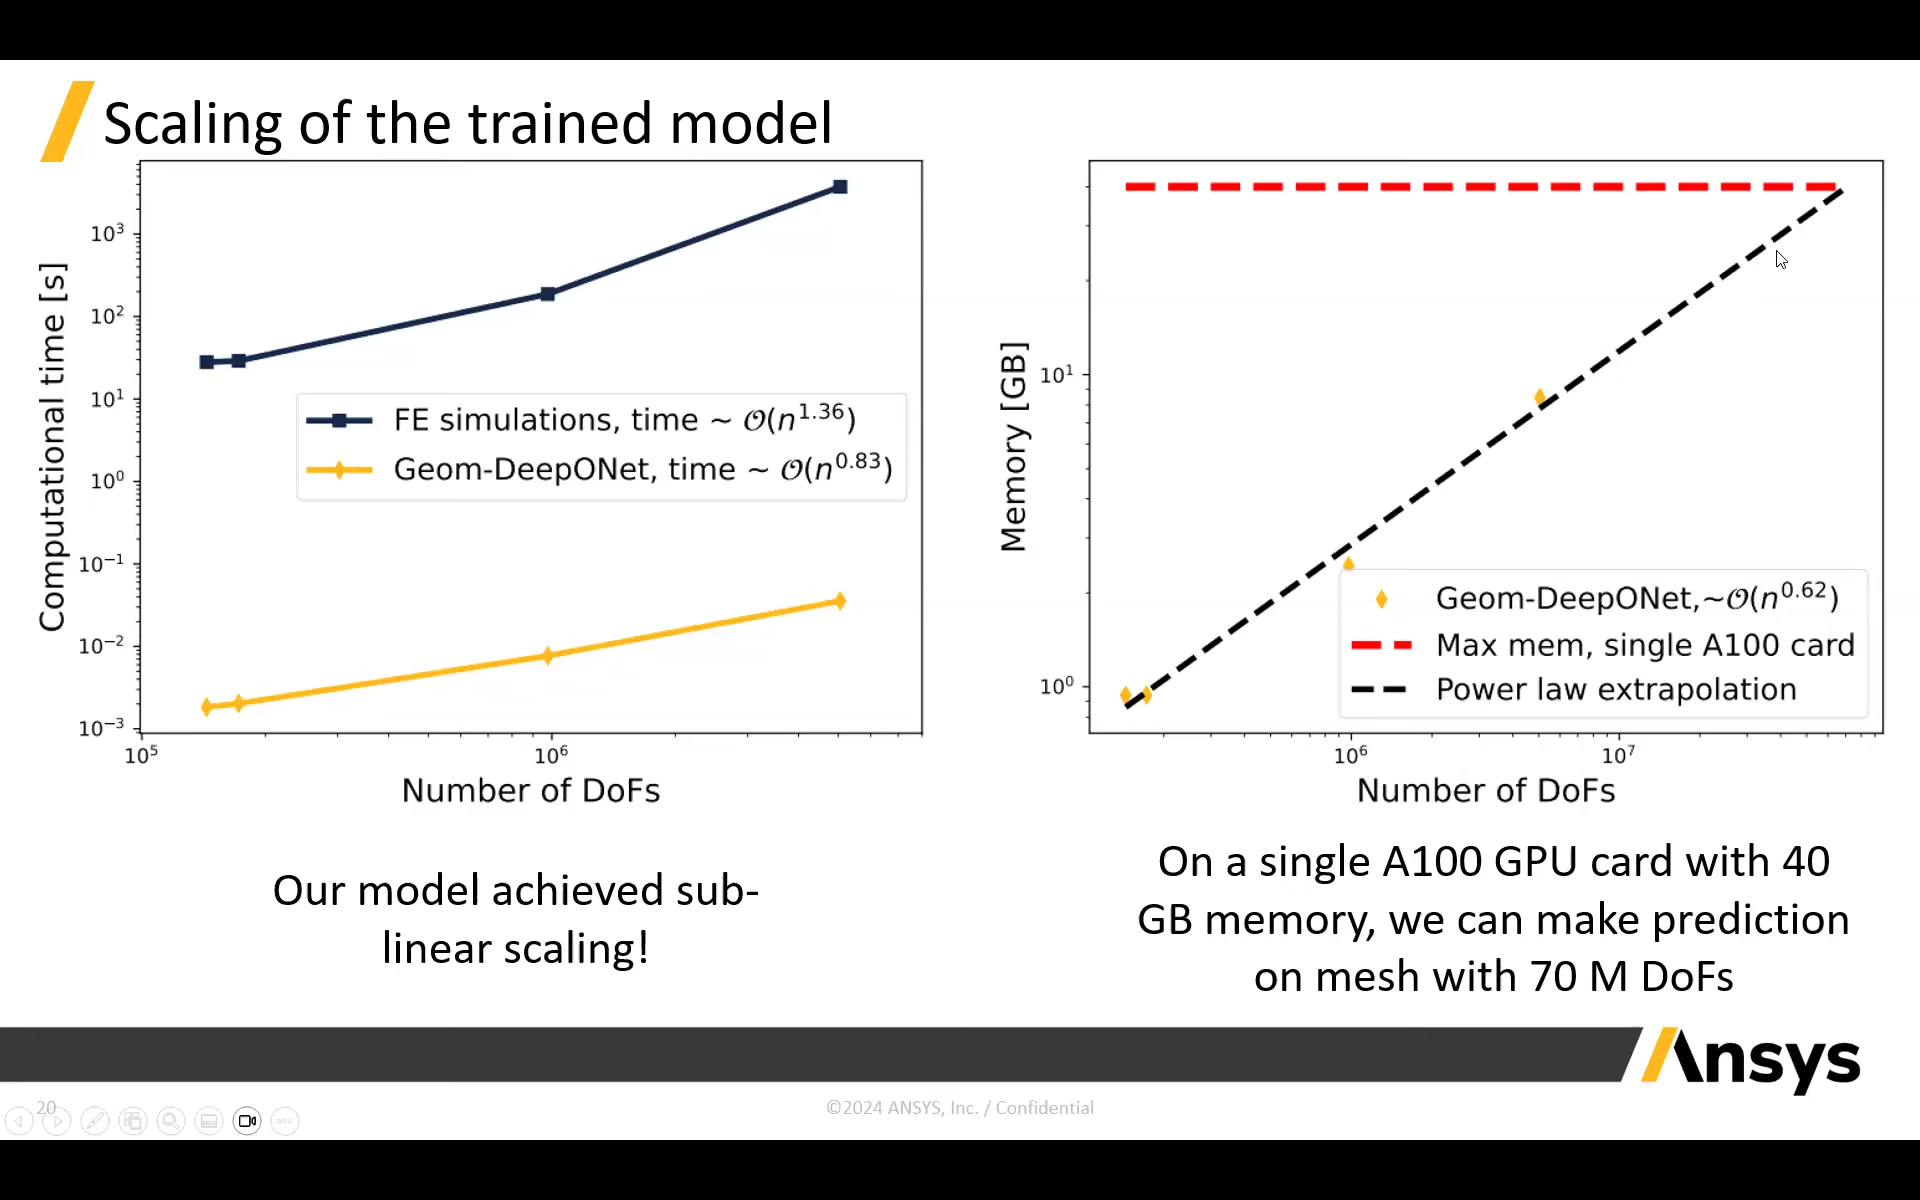 Scaling of the trained model
Computational time [s]
10³
10²
10¹
10⁰
10⁻¹
10⁻²
10⁻³
FE simulations, time ~ 𝒪(n^1.36)
Geom-DeepONet, time ~ 𝒪(n^0.83)
10⁵
10⁶
Number of DoFs
Memory [GB]
10¹
10⁰
Geom-DeepONet,~𝒪(n^0.62)
Max mem, single A100 card
Power law extrapolation
10⁶
10⁷
Number of DoFs
Our model achieved sub-
linear scaling!
On a single A100 GPU card with 40
GB memory, we can make prediction
on mesh with 70 M DoFs
Ansys
20
©2024 ANSYS, Inc. / Confidential